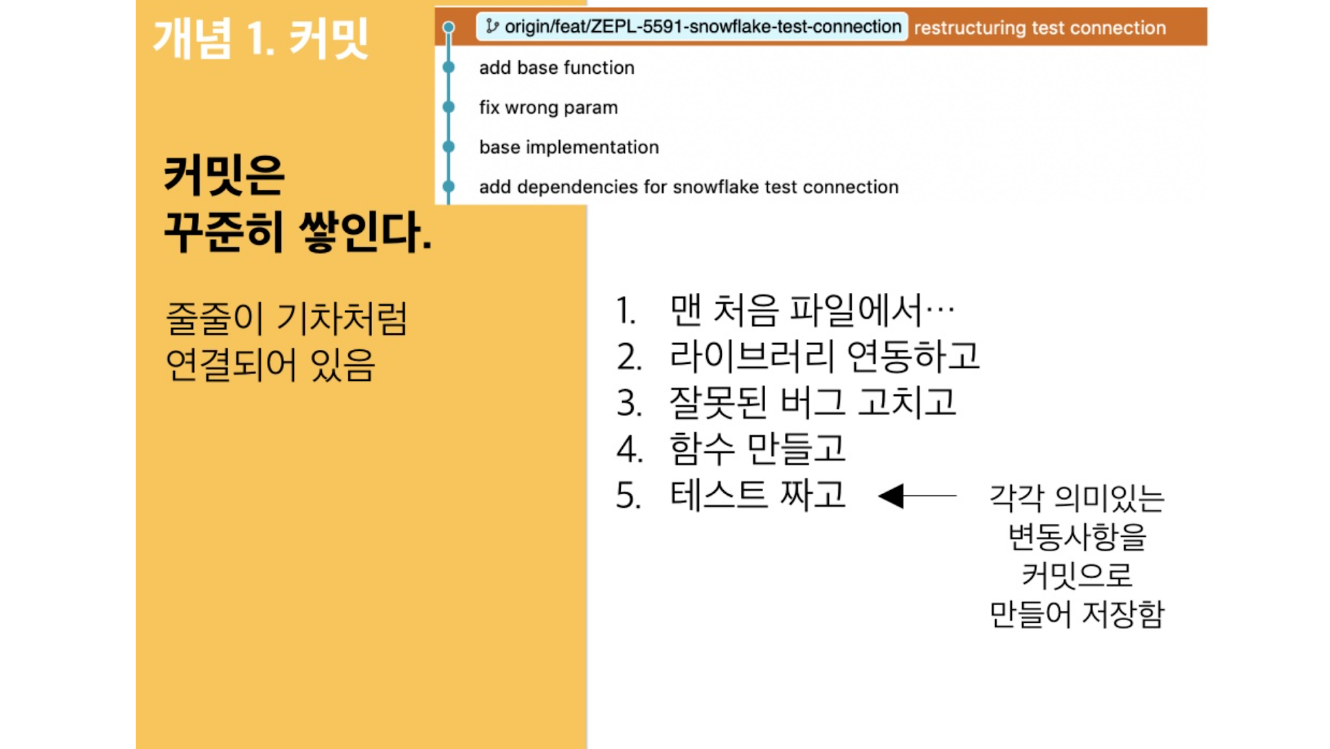 개념 1. 커밋
origin/feat/ZEPL-5591-snowflake-test-connection restructuring test connection
add base function
fix wrong param
base implementation
add dependencies for snowflake test connection
커밋은
꾸준히 쌓인다.
줄줄이 기차처럼
연결되어 있음
1. 맨 처음 파일에서…
2. 라이브러리 연동하고
3. 잘못된 버그 고치고
4. 함수 만들고
5. 테스트 짜고
각각 의미있는
변동사항을
커밋으로
만들어 저장함